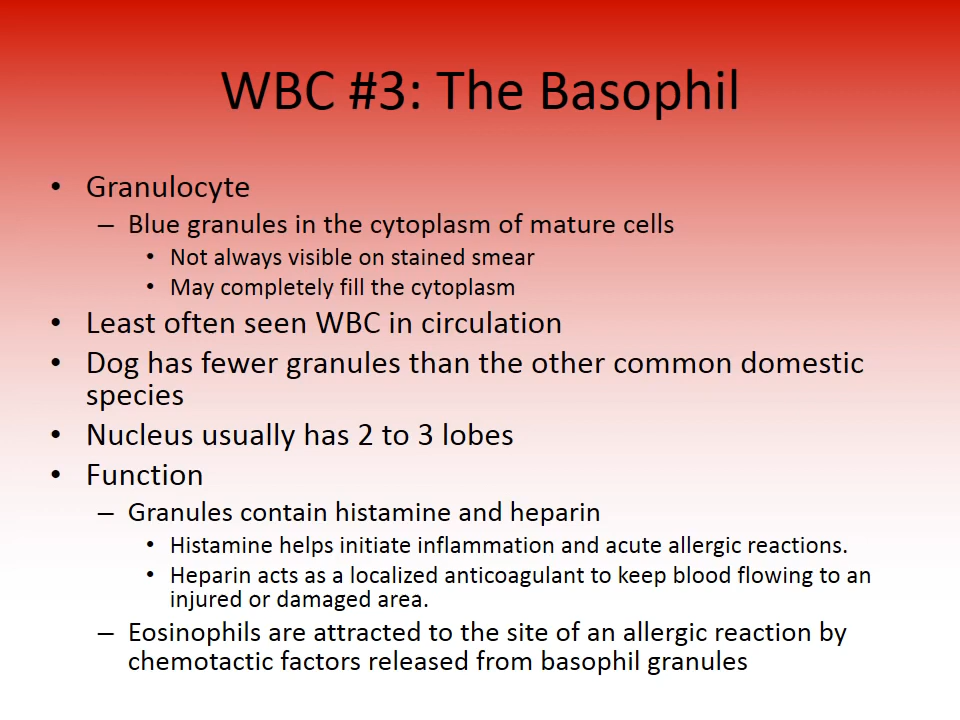 WBC #3: The Basophil
• Granulocyte
– Blue granules in the cytoplasm of mature cells
• Not always visible on stained smear
• May completely fill the cytoplasm
• Least often seen WBC in circulation
• Dog has fewer granules than the other common domestic
species
• Nucleus usually has 2 to 3 lobes
• Function
– Granules contain histamine and heparin
• Histamine helps initiate inflammation and acute allergic reactions.
• Heparin acts as a localized anticoagulant to keep blood flowing to an
injured or damaged area.
– Eosinophils are attracted to the site of an allergic reaction by
chemotactic factors released from basophil granules